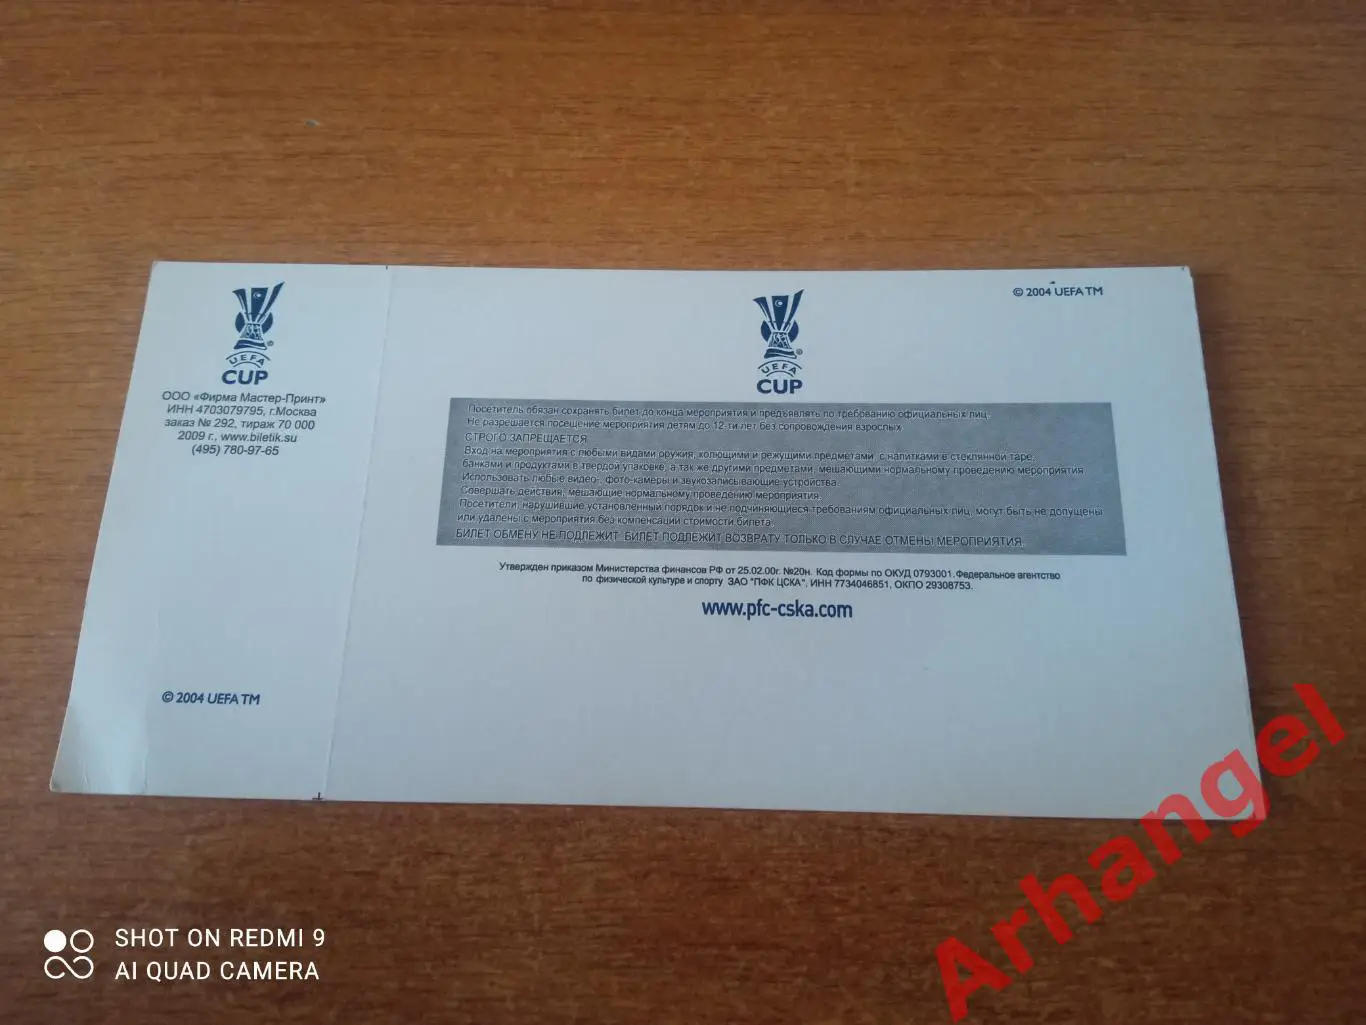 UEFA
CUP
ООО «Фирма Мастер-Принт»
ИНН 4703079795, г.Москва
заказ № 292, тираж 70 000
2009 г., www.biletik.su
(495) 780-97-65
© 2004 UEFA TM
© 2004 UEFA TM
UEFA
CUP
Посетитель обязан сохранять билет до конца мероприятия и предъявлять по требованию официальных лиц.
Не разрешается посещение мероприятия детям до 12-ти лет без сопровождения взрослых.
СТРОГО ЗАПРЕЩАЕТСЯ
Вход на мероприятия с любыми видами оружия, колющими и режущими предметами, с напитками в стеклянной таре,
банками и продуктами в твердой упаковке, а так же другими предметами, мешающими нормальному проведению мероприятия.
Использовать любые видео-, фото-камеры и звукозаписывающие устройства.
Совершать действия, мешающие нормальному проведению мероприятия.
Посетители, нарушившие установленный порядок и не подчиняющиеся требованиям официальных лиц, могут быть не допущены
или удалены с мероприятия без компенсации стоимости билета.
БИЛЕТ ОБМЕНУ НЕ ПОДЛЕЖИТ. БИЛЕТ ПОДЛЕЖИТ ВОЗВРАТУ ТОЛЬКО В СЛУЧАЕ ОТМЕНЫ МЕРОПРИЯТИЯ.
Утвержден приказом Министерства финансов РФ от 25.02.00г. №20н. Код формы по ОКУД 0793001. Федеральное агентство
по физической культуре и спорту ЗАО "ПФК ЦСКА", ИНН 7734046851, ОКПО 29308753.
www.pfc-cska.com
SHOT ON REDMI 9
AI QUAD CAMERA
Arhangel